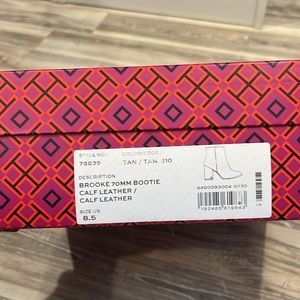 STYLE NO.
COLOR/CODE
78839
TAN / TAN 210
DESCRIPTION
BROOKE 70MM BOOTIE
CALF LEATHER /
CALF LEATHER
SIZE US
8.5